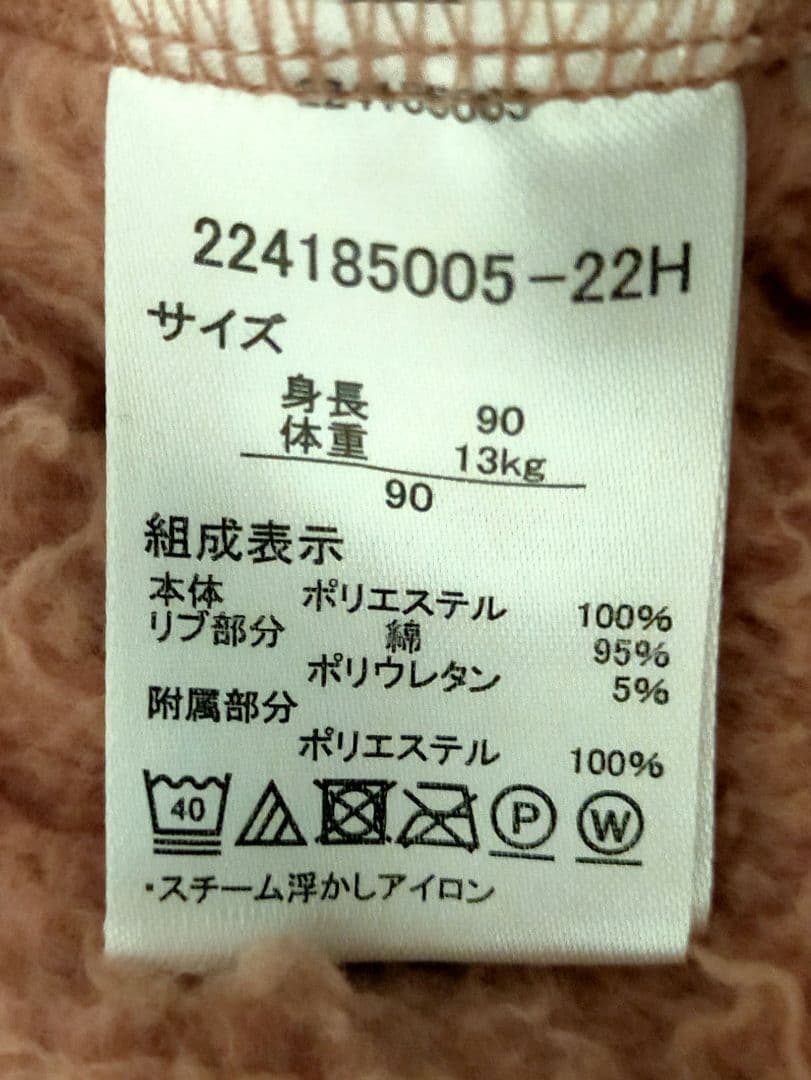 224185005-22H
サイズ
身長 90
体重 13kg
90
組成表示
本体 ポリエステル 100%
リブ部分 綿 95%
ポリウレタン 5%
附属部分
ポリエステル 100%
40 P W
・スチーム浮かしアイロン